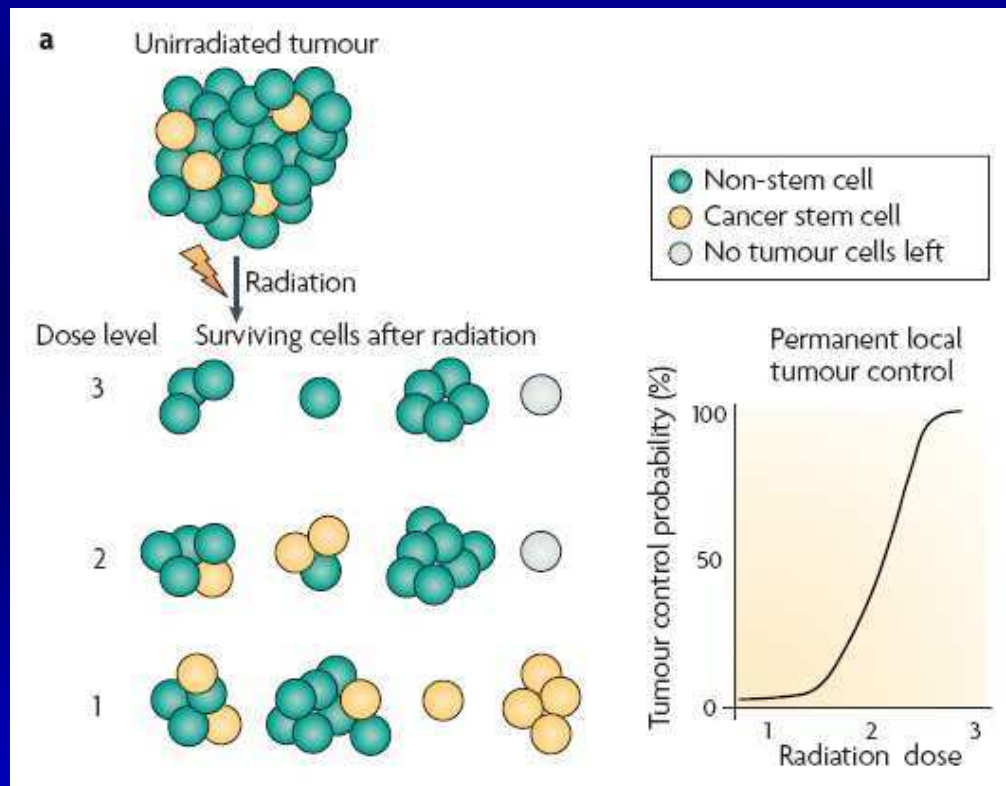 a
Unirradiated tumour
Non-stem cell
Cancer stem cell
No tumour cells left
Radiation
Dose level
Surviving cells after radiation
3
2
1
Permanent local
tumour control
Tumour control probability (%)
100
50
0
1
2
3
Radiation dose